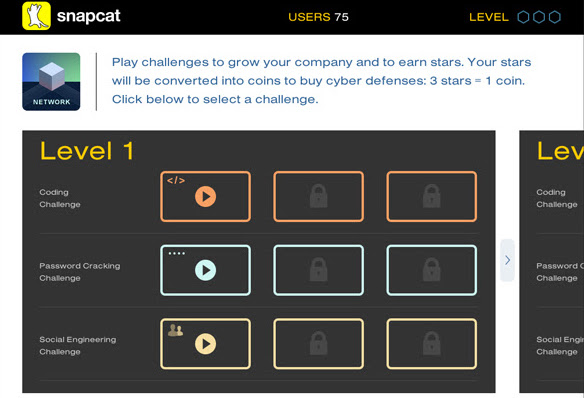 snapcat
USERS 75
LEVEL
NETWORK
Play challenges to grow your company and to earn stars. Your stars
will be converted into coins to buy cyber defenses: 3 stars = 1 coin.
Click below to select a challenge.
Level 1
</>
Coding
Challenge
Password Cracking
Challenge
Social Engineering
Challenge
Lev
Coding
Challenge
Password C
Challenge
Social Engin
Challenge